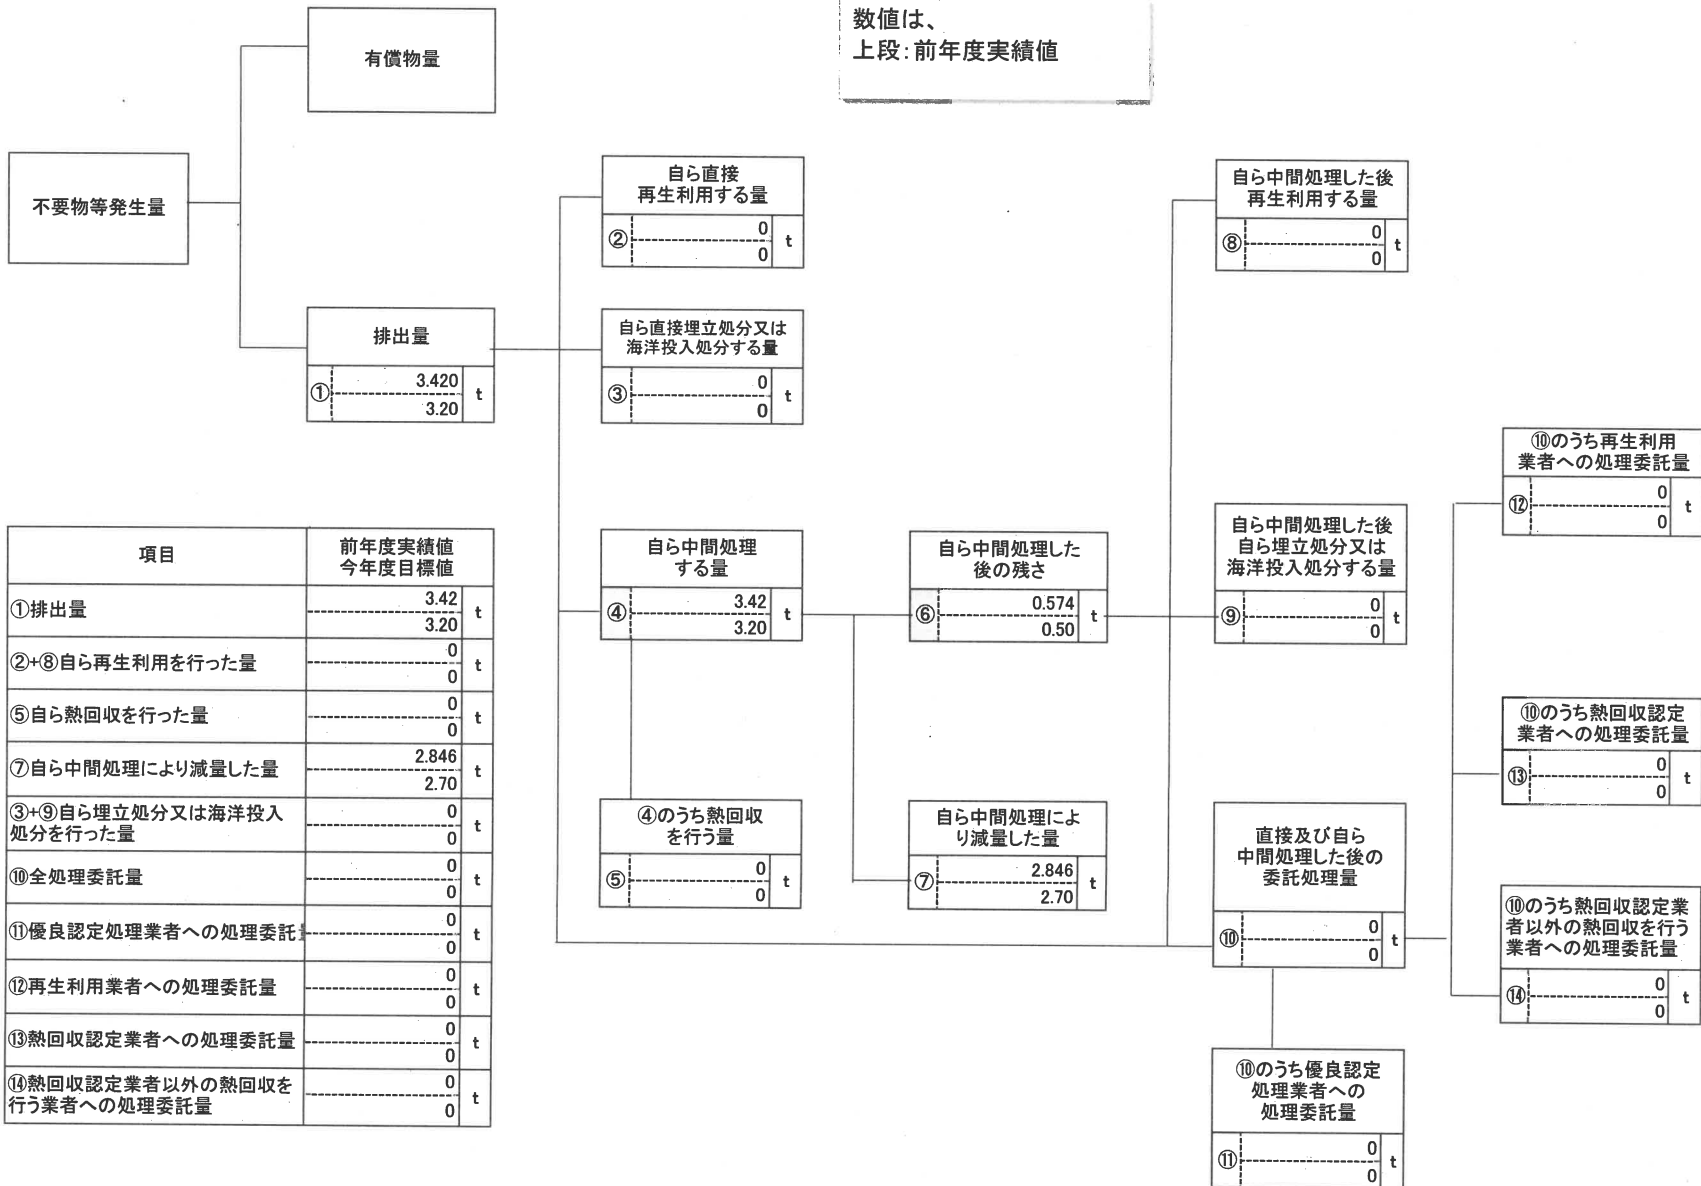 数値は、
上段:前年度実績値
有償物量
不要物等発生量
排出量
① 3.420 t
3.20
自ら直接
再生利用する量
② 0 t
0
自ら直接埋立処分又は
海洋投入処分する量
③ 0 t
0
自ら中間処理
する量
④ 3.42 t
3.20
④のうち熱回収
を行う量
⑤ 0 t
0
自ら中間処理した
後の残さ
⑥ 0.574 t
0.50
自ら中間処理によ
り減量した量
⑦ 2.846 t
2.70
自ら中間処理した後
再生利用する量
⑧ 0 t
0
自ら中間処理した後
自ら埋立処分又は
海洋投入処分する量
⑨ 0 t
0
直接及び自ら
中間処理した後の
委託処理量
⑩ 0 t
0
⑩のうち優良認定
処理業者への
処理委託量
⑪ 0 t
0
⑩のうち再生利用
業者への処理委託量
⑫ 0 t
0
⑩のうち熱回収認定
業者への処理委託量
⑬ 0 t
0
⑩のうち熱回収認定業
者以外の熱回収を行う
業者への処理委託量
⑭ 0 t
0
項目 前年度実績値
今年度目標値
①排出量 3.42 t
3.20
②+⑧自ら再生利用を行った量 0 t
0
⑤自ら熱回収を行った量 0 t
0
⑦自ら中間処理により減量した量 2.846 t
2.70
③+⑨自ら埋立処分又は海洋投入 0 t
処分を行った量 0
⑩全処理委託量 0 t
0
⑪優良認定処理業者への処理委託 0 t
0
⑫再生利用業者への処理委託量 0 t
0
⑬熱回収認定業者への処理委託量 0 t
0
⑭熱回収認定業者以外の熱回収を 0 t
行う業者への処理委託量 0